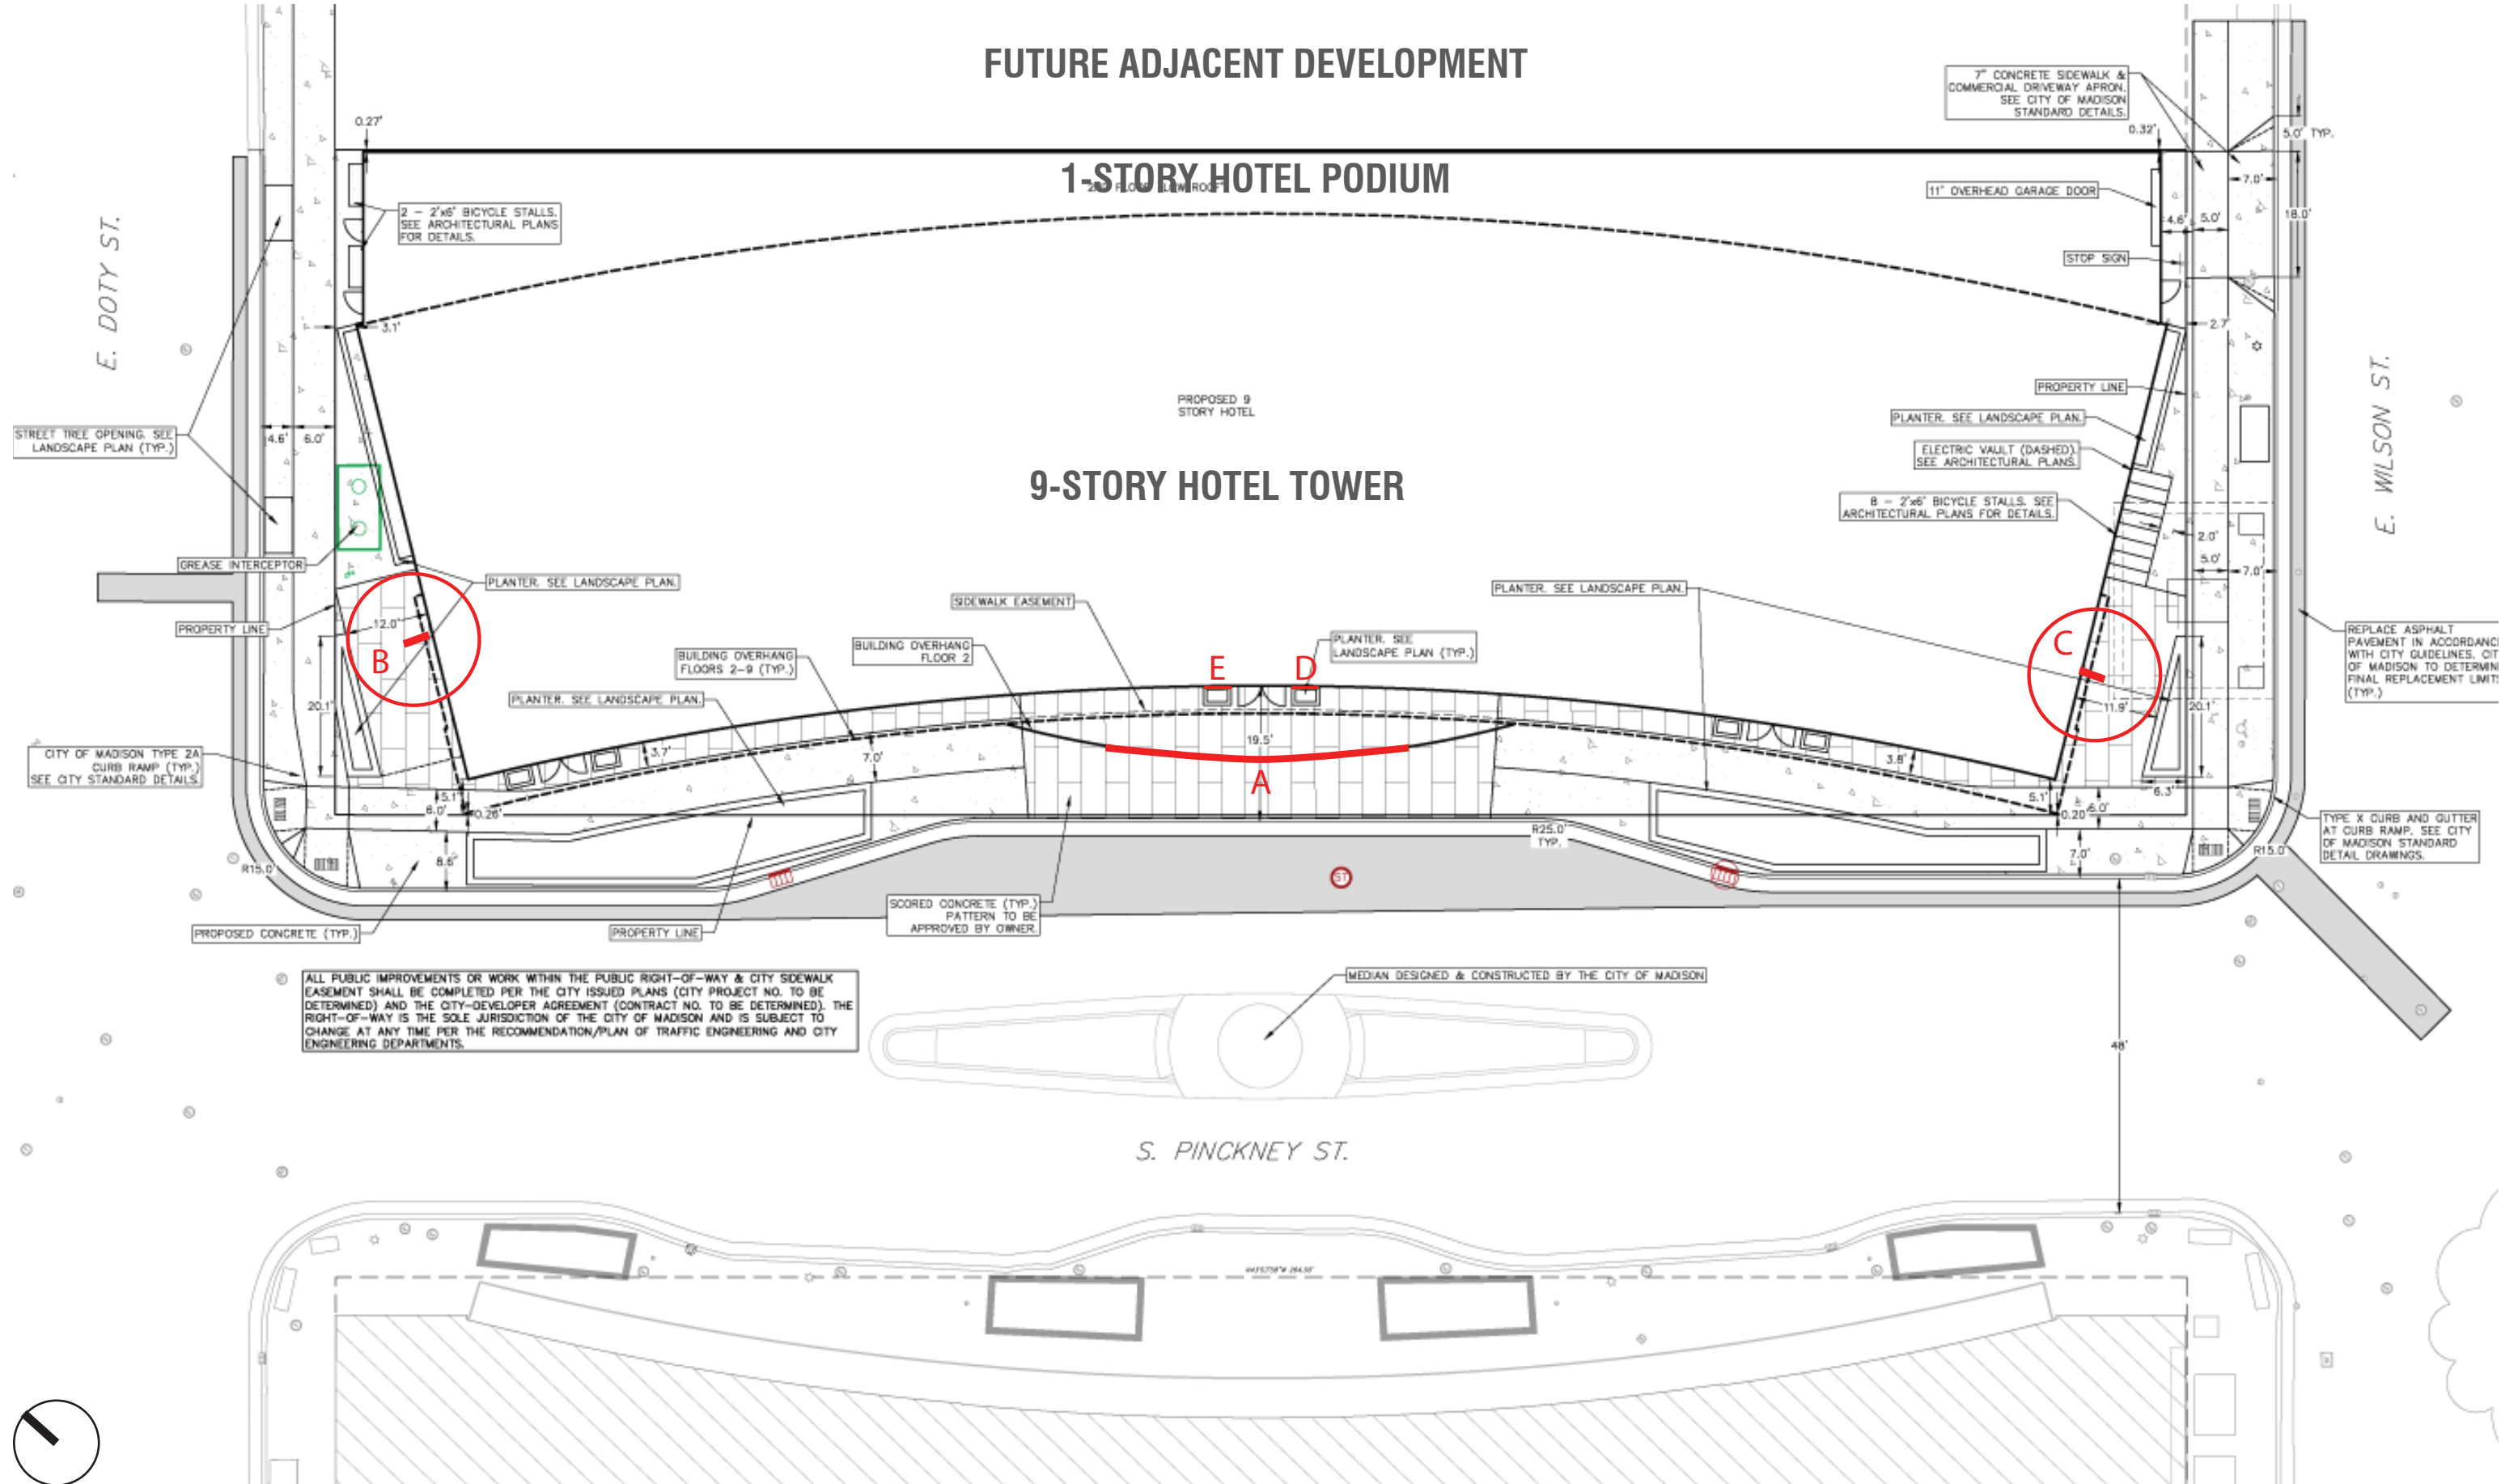 FUTURE ADJACENT DEVELOPMENT
7" CONCRETE SIDEWALK &
COMMERCIAL DRIVEWAY APRON.
SEE CITY OF MADISON
STANDARD DETAILS.
0.27'
0.32'
5.0' TYP.
1-STORY HOTEL PODIUM
7.0'
11' OVERHEAD GARAGE DOOR
2 - 2'x6' BICYCLE STALLS.
SEE ARCHITECTURAL PLANS
FOR DETAILS.
4.6'
5.0'
18.0'
E. DOTY ST.
STOP SIGN
3.1'
2.7'
PROPERTY LINE
E. WILSON ST.
PROPOSED 9
STORY HOTEL
PLANTER. SEE LANDSCAPE PLAN.
STREET TREE OPENING. SEE
LANDSCAPE PLAN (TYP.)
4.6'
6.0'
ELECTRIC VAULT (DASHED).
SEE ARCHITECTURAL PLANS.
9-STORY HOTEL TOWER
8 - 2'x6' BICYCLE STALLS. SEE
ARCHITECTURAL PLANS FOR DETAILS.
2.0'
GREASE INTERCEPTOR
5.0'
7.0'
PLANTER. SEE LANDSCAPE PLAN.
PLANTER. SEE LANDSCAPE PLAN.
SIDEWALK EASEMENT
PROPERTY LINE
12.0'
B
C
REPLACE ASPHALT
PAVEMENT IN ACCORDANC
WITH CITY GUIDELINES. CIT
OF MADISON TO DETERMIN
FINAL REPLACEMENT LIMIT
(TYP.)
BUILDING OVERHANG
FLOOR 2
PLANTER. SEE
LANDSCAPE PLAN (TYP.)
BUILDING OVERHANG
FLOORS 2-9 (TYP.)
E
D
PLANTER. SEE LANDSCAPE PLAN.
20.1'
11.9'
20.1'
CITY OF MADISON TYPE 2A
CURB RAMP (TYP.)
SEE CITY STANDARD DETAILS.
3.7'
7.0'
19.5'
3.8'
A
5.1'
6.0'
0.26'
5.1'
6.3'
6.0'
0.20'
R25.0'
TYP.
TYPE X CURB AND GUTTER
AT CURB RAMP. SEE CITY
OF MADISON STANDARD
DETAIL DRAWINGS.
R15.0'
8.6'
7.0'
R15.0'
ST
SCORED CONCRETE (TYP.)
PATTERN TO BE
APPROVED BY OWNER.
PROPOSED CONCRETE (TYP.)
PROPERTY LINE
ALL PUBLIC IMPROVEMENTS OR WORK WITHIN THE PUBLIC RIGHT-OF-WAY & CITY SIDEWALK
EASEMENT SHALL BE COMPLETED PER THE CITY ISSUED PLANS (CITY PROJECT NO. TO BE
DETERMINED) AND THE CITY-DEVELOPER AGREEMENT (CONTRACT NO. TO BE DETERMINED). THE
RIGHT-OF-WAY IS THE SOLE JURISDICTION OF THE CITY OF MADISON AND IS SUBJECT TO
CHANGE AT ANY TIME PER THE RECOMMENDATION/PLAN OF TRAFFIC ENGINEERING AND CITY
ENGINEERING DEPARTMENTS.
MEDIAN DESIGNED & CONSTRUCTED BY THE CITY OF MADISON
48'
S. PINCKNEY ST.